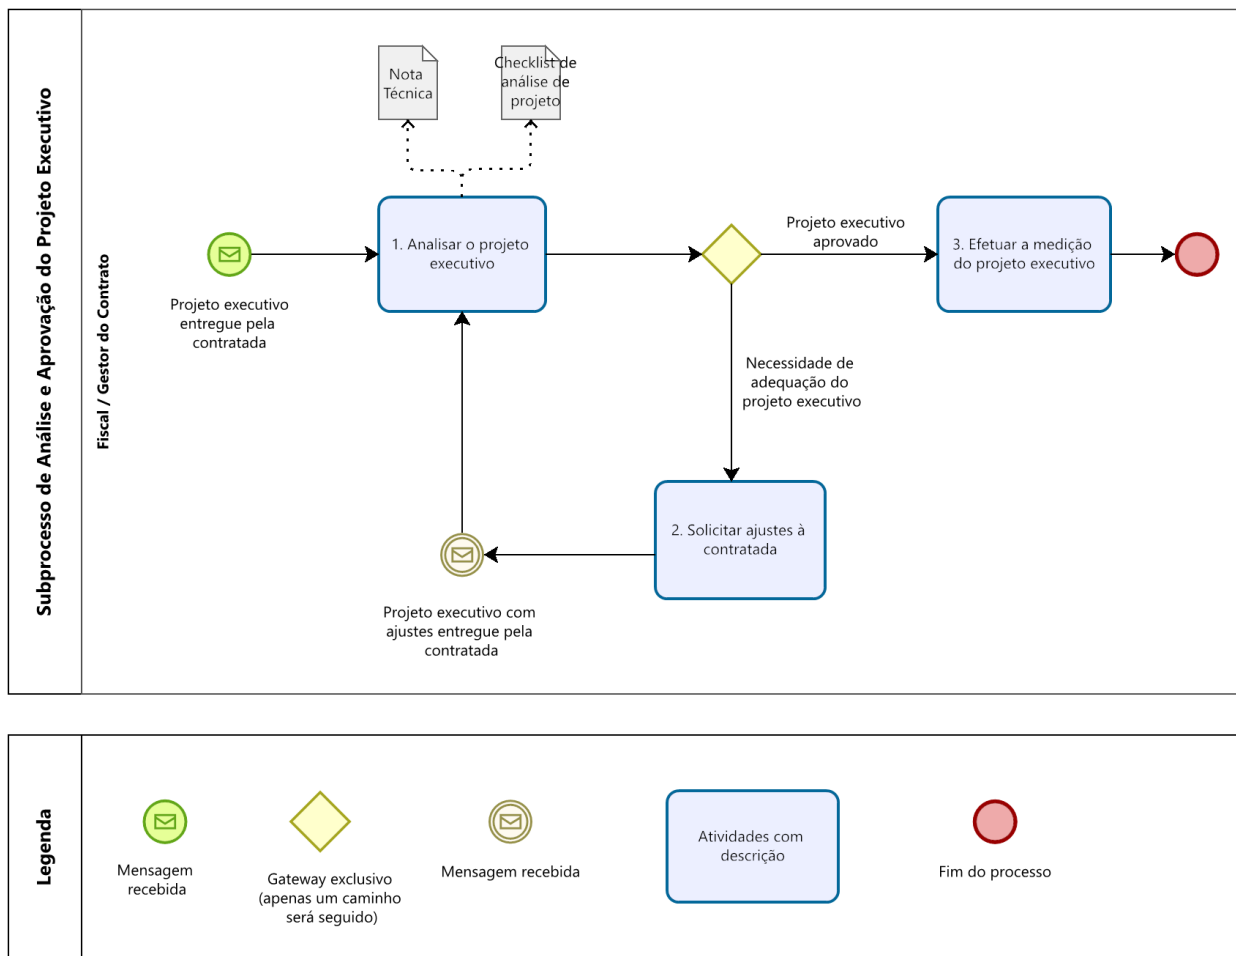 Subprocesso de Análise e Aprovação do Projeto Executivo
Fiscal / Gestor do Contrato
Nota
Técnica
Checklist de
análise de
projeto
Projeto executivo
entregue pela
contratada
1. Analisar o projeto
executivo
Projeto executivo
aprovado
3. Efetuar a medição
do projeto executivo
Necessidade de
adequação do
projeto executivo
2. Solicitar ajustes à
contratada
Projeto executivo com
ajustes entregue pela
contratada
Legenda
Mensagem
recebida
Gateway exclusivo
(apenas um caminho
será seguido)
Mensagem recebida
Atividades com
descrição
Fim do processo